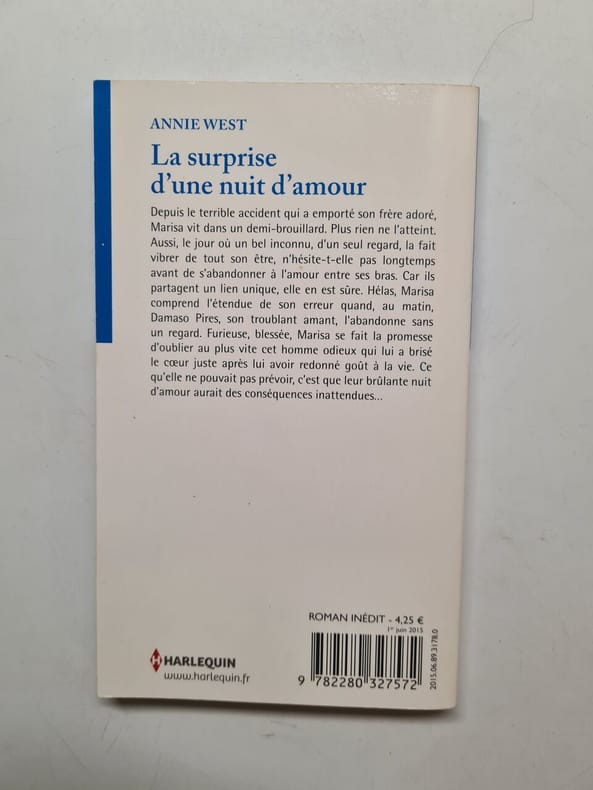 ANNIE WEST
La surprise
d'une nuit d'amour
Depuis le terrible accident qui a emporté son frère adoré,
Marisa vit dans un demi-brouillard. Plus rien ne l'atteint.
Aussi, le jour où un bel inconnu, d'un seul regard, la fait
vibrer de tout son être, n'hésite-t-elle pas longtemps
avant de s'abandonner à l'amour entre ses bras. Car ils
partagent un lien unique, elle en est sûre. Hélas, Marisa
comprend l'étendue de son erreur quand, au matin,
Damaso Pires, son troublant amant, l'abandonne sans
un regard. Furieuse, blessée, Marisa se fait la promesse
d'oublier au plus vite cet homme odieux qui lui a brisé
le cœur juste après lui avoir redonné goût à la vie. Ce
qu'elle ne pouvait pas prévoir, c'est que leur brûlante nuit
d'amour aurait des conséquences inattendues...
ROMAN INÉDIT - 4,25 €
1er juin 2015
HARLEQUIN
www.harlequin.fr
9 782280 327572
2015.06.89.3178.0